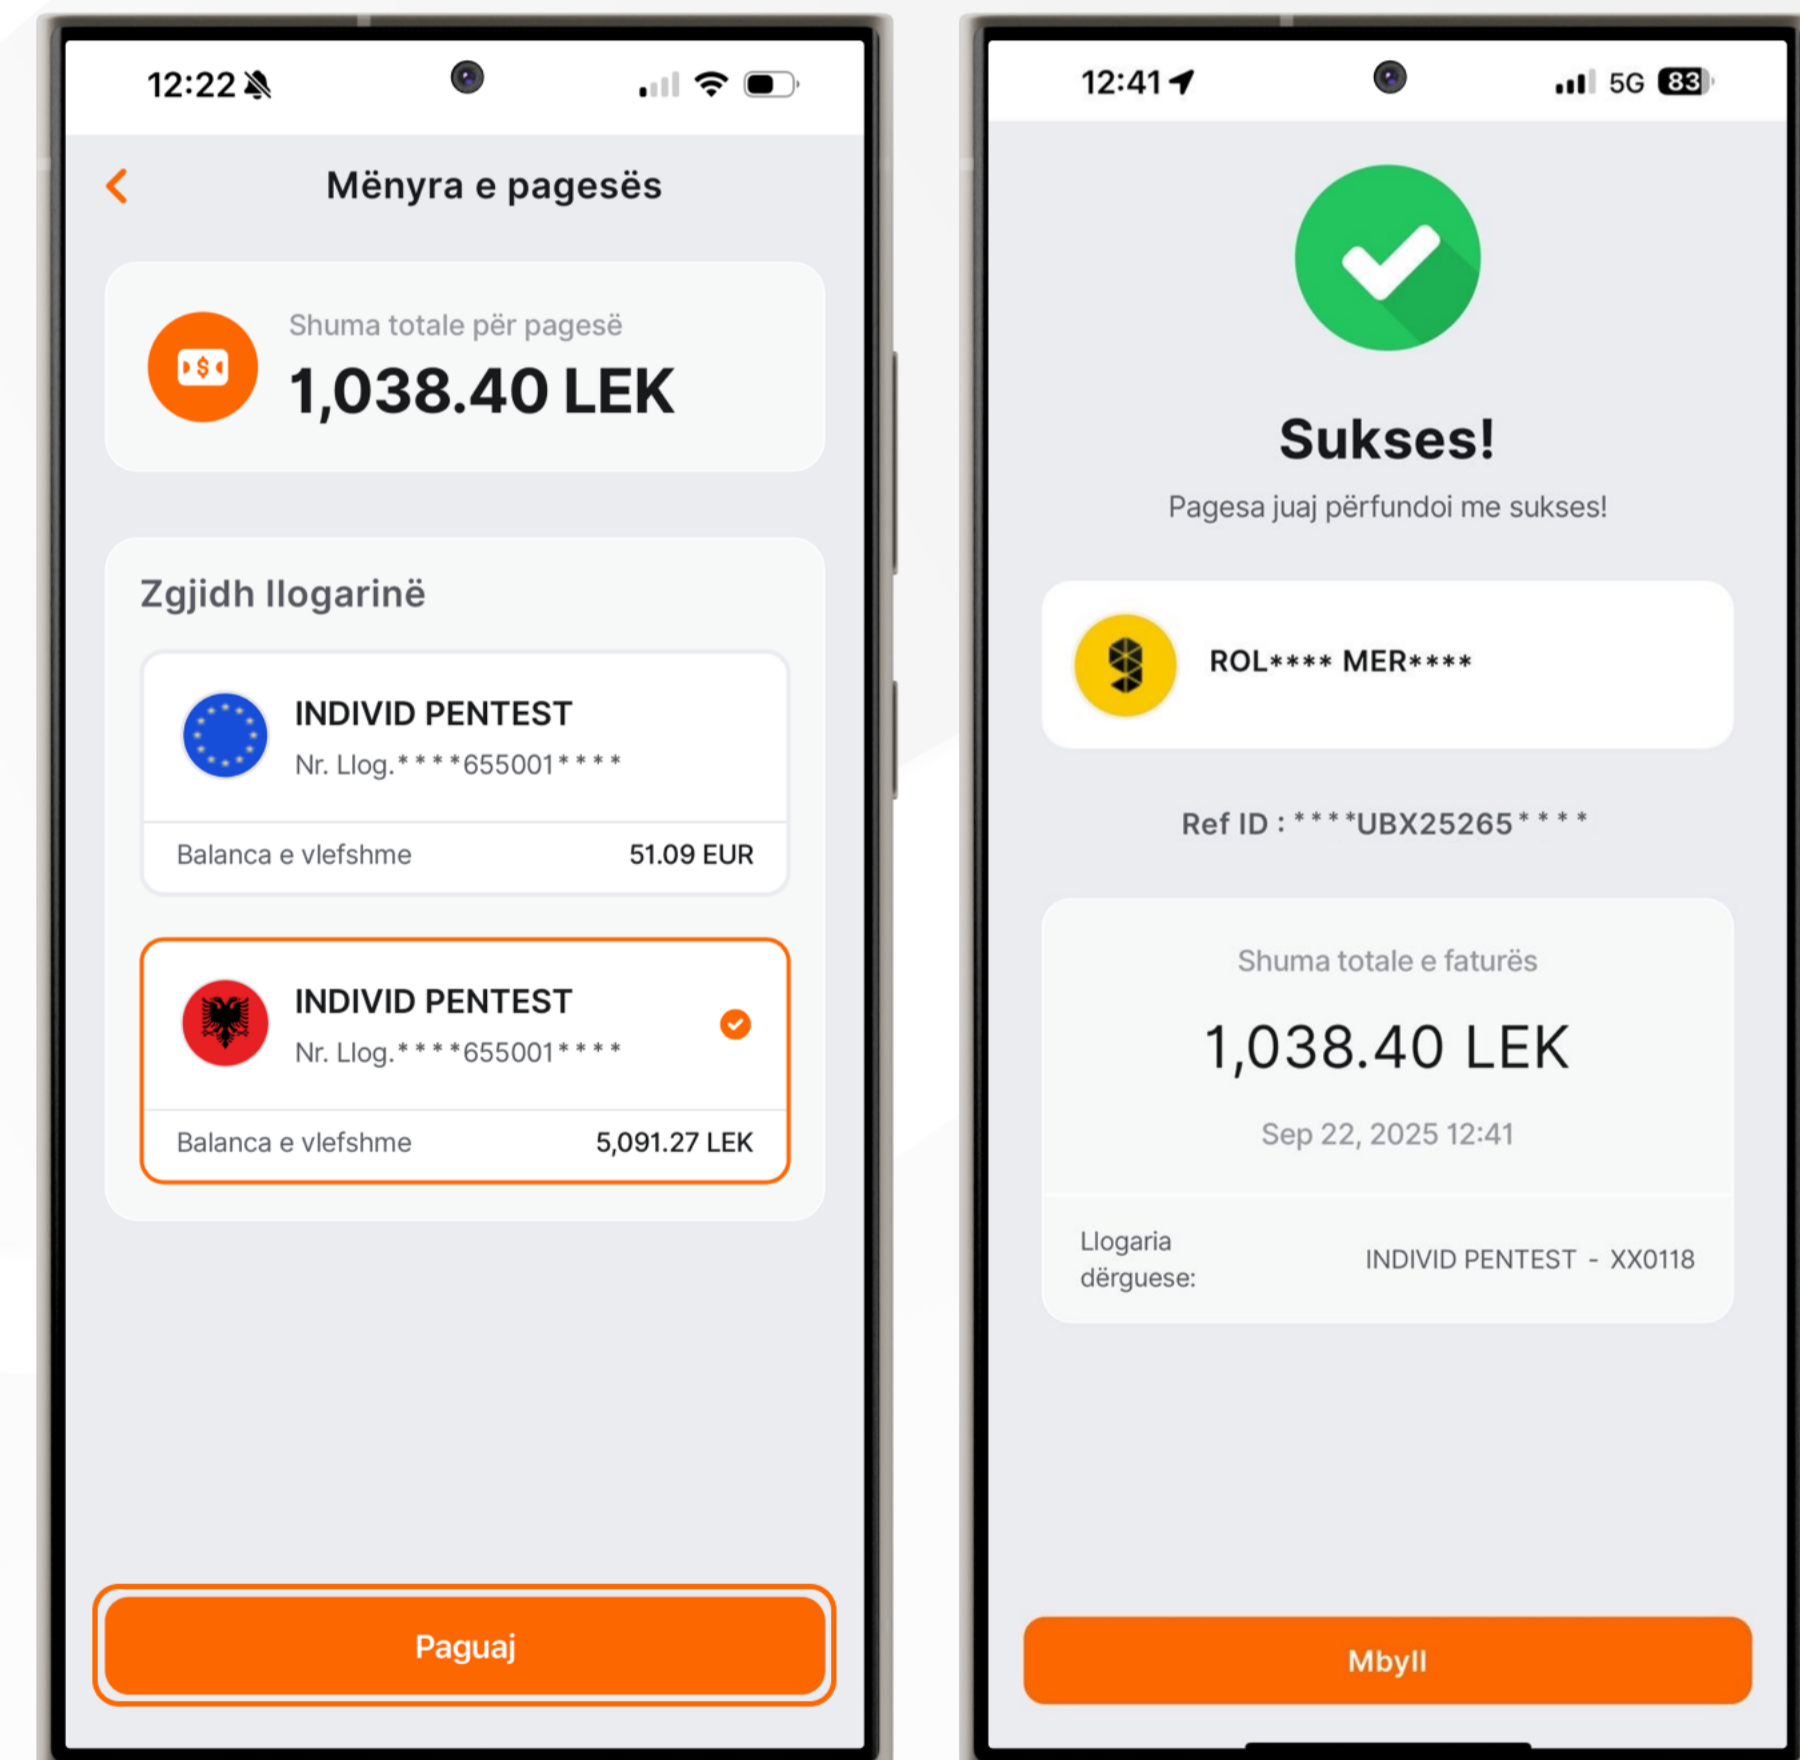 12:22
Mënyra e pagesës
Shuma totale për pagesë
1,038.40 LEK
Zgjidh llogarinë
INDIVID PENTEST
Nr. Llog.****655001****
Balanca e vlefshme 51.09 EUR
INDIVID PENTEST
Nr. Llog.****655001****
Balanca e vlefshme 5,091.27 LEK
Paguaj
12:41 5G 83
Sukses!
Pagesa juaj përfundoi me sukses!
ROL**** MER****
Ref ID : ****UBX25265****
Shuma totale e faturës
1,038.40 LEK
Sep 22, 2025 12:41
Llogaria
dërguese:
INDIVID PENTEST - XX0118
Mbyll